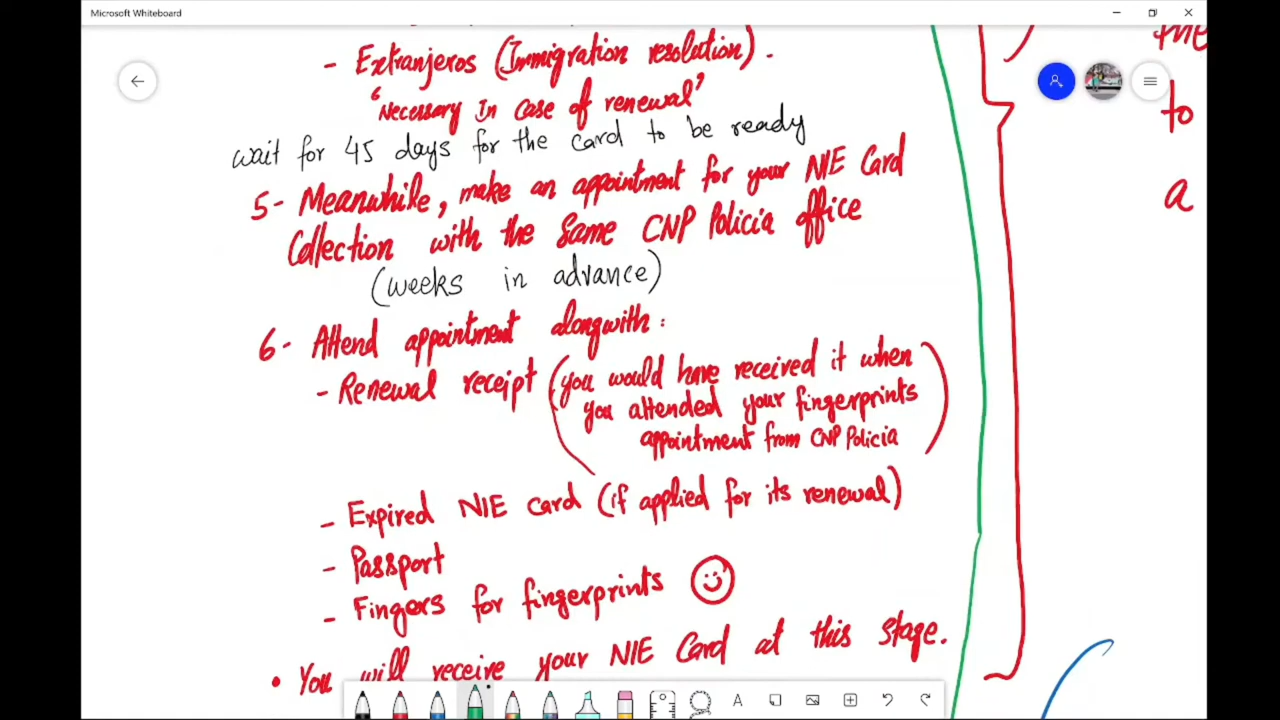 Microsoft Whiteboard
- Extranjeros (Immigration resolution).
"Necessary In case of renewal"
wait for 45 days for the card to be ready
5- Meanwhile, make an appointment for your NIE Card
Collection with the same CNP Policia office
(weeks in advance)
6- Attend appointment alongwith:
- Renewal receipt (you would have received it when
you attended your fingerprints
appointment from CNP Policia)
- Expired NIE card (if applied for its renewal)
- Passport
- Fingers for fingerprints
• You will receive your NIE Card at this stage.
the
to
a
A